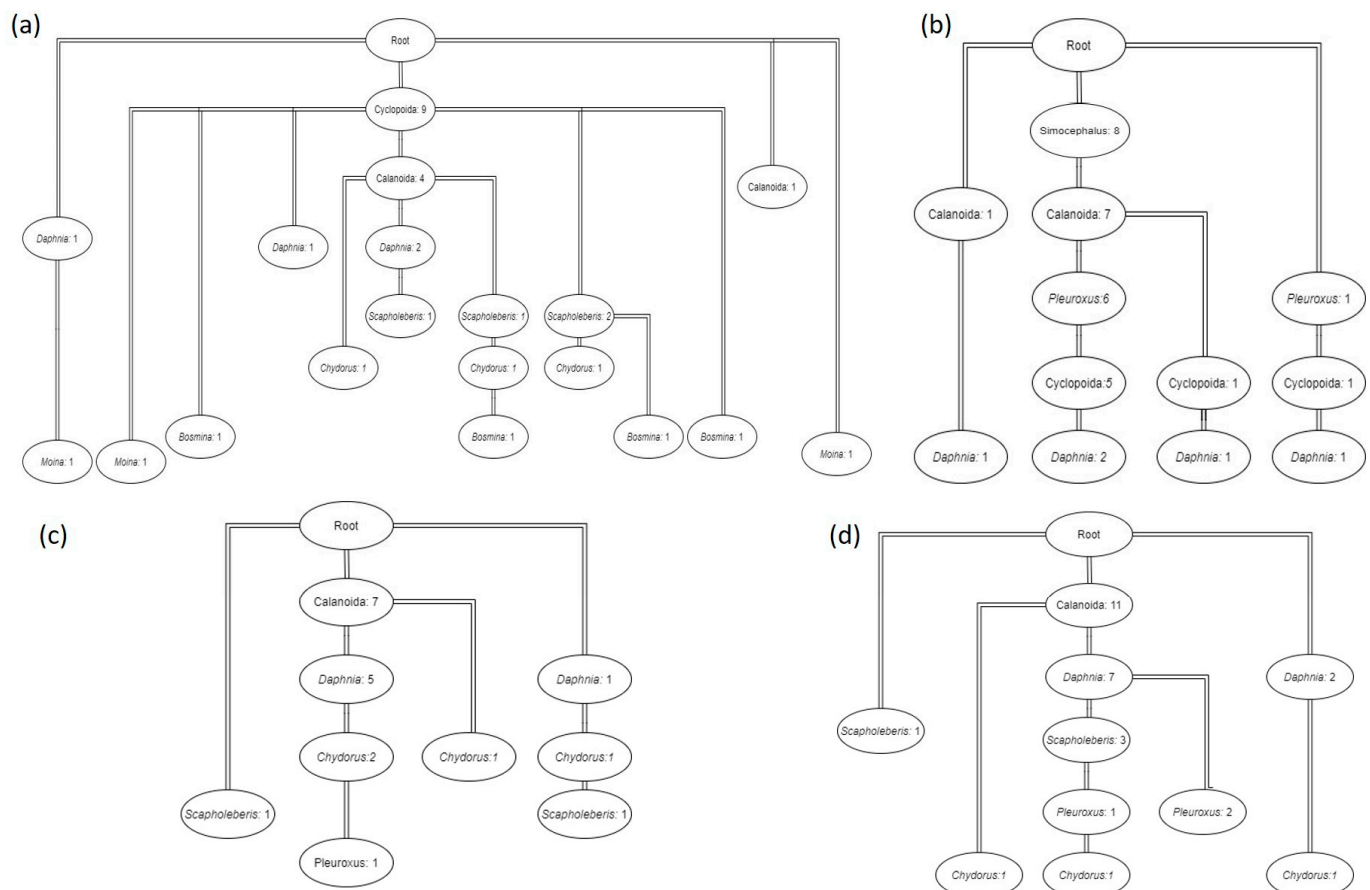 (a)
Root
Cyclopoida: 9
Calanoida: 4
Calanoida: 1
Daphnia: 1
Daphnia: 1
Daphnia: 2
Scapholeberis: 1
Scapholeberis: 1
Scapholeberis: 2
Chydorus: 1
Chydorus: 1
Chydorus: 1
Bosmina: 1
Bosmina: 1
Bosmina: 1
Bosmina: 1
Moina: 1
Moina: 1
Moina: 1
(b)
Root
Simocephalus: 8
Calanoida: 1
Calanoida: 7
Pleuroxus:6
Pleuroxus: 1
Cyclopoida:5
Cyclopoida: 1
Cyclopoida: 1
Daphnia: 1
Daphnia: 2
Daphnia: 1
Daphnia: 1
(c)
Root
Calanoida: 7
Daphnia: 5
Daphnia: 1
Chydorus:2
Chydorus:1
Chydorus:1
Scapholeberis: 1
Scapholeberis: 1
Pleuroxus: 1
(d)
Root
Calanoida: 11
Daphnia: 7
Daphnia: 2
Scapholeberis: 1
Scapholeberis: 3
Pleuroxus: 1
Pleuroxus: 2
Chydorus:1
Chydorus:1
Chydorus:1